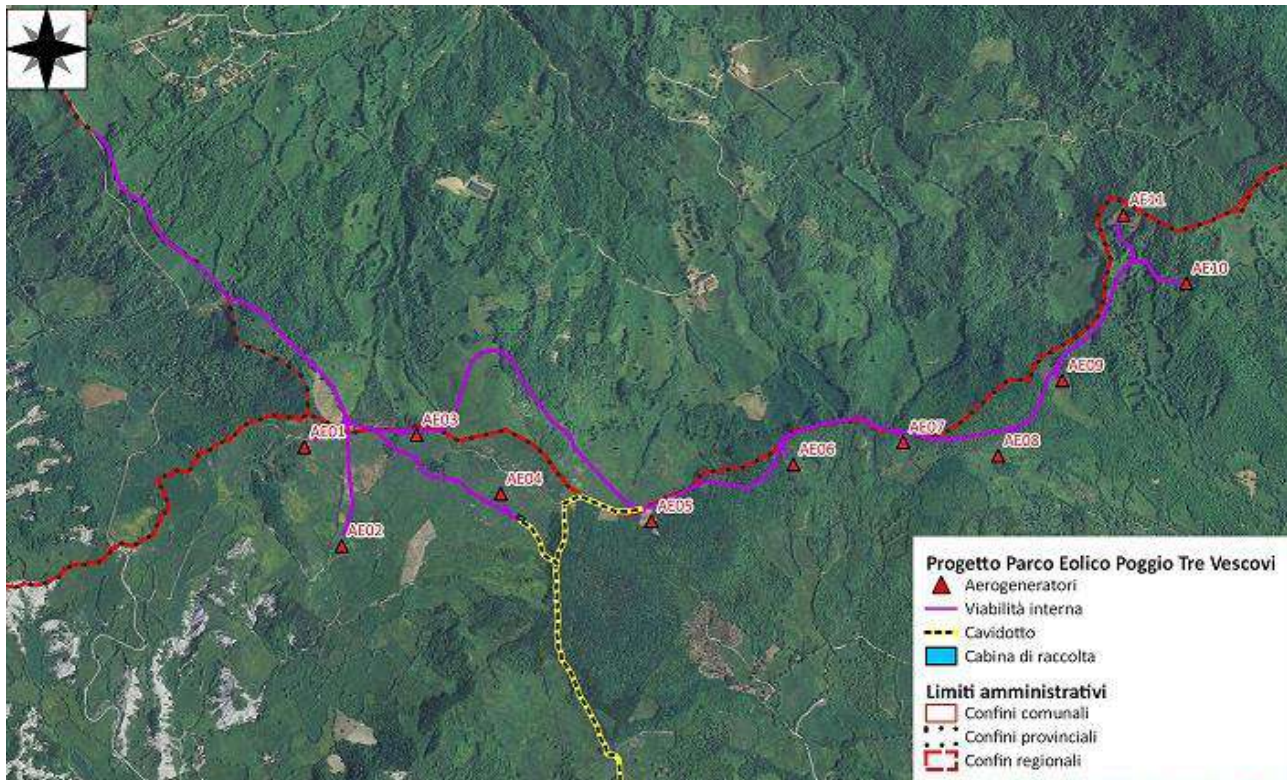 AE11
AE10
AE09
AE03
AE01
AE07
AE08
AE06
AE04
AE05
AE02
Progetto Parco Eolico Poggio Tre Vescovi
Aerogeneratori
Viabilità interna
Cavidotto
Cabina di raccolta
Limiti amministrativi
Confini comunali
Confini provinciali
Confin regionali